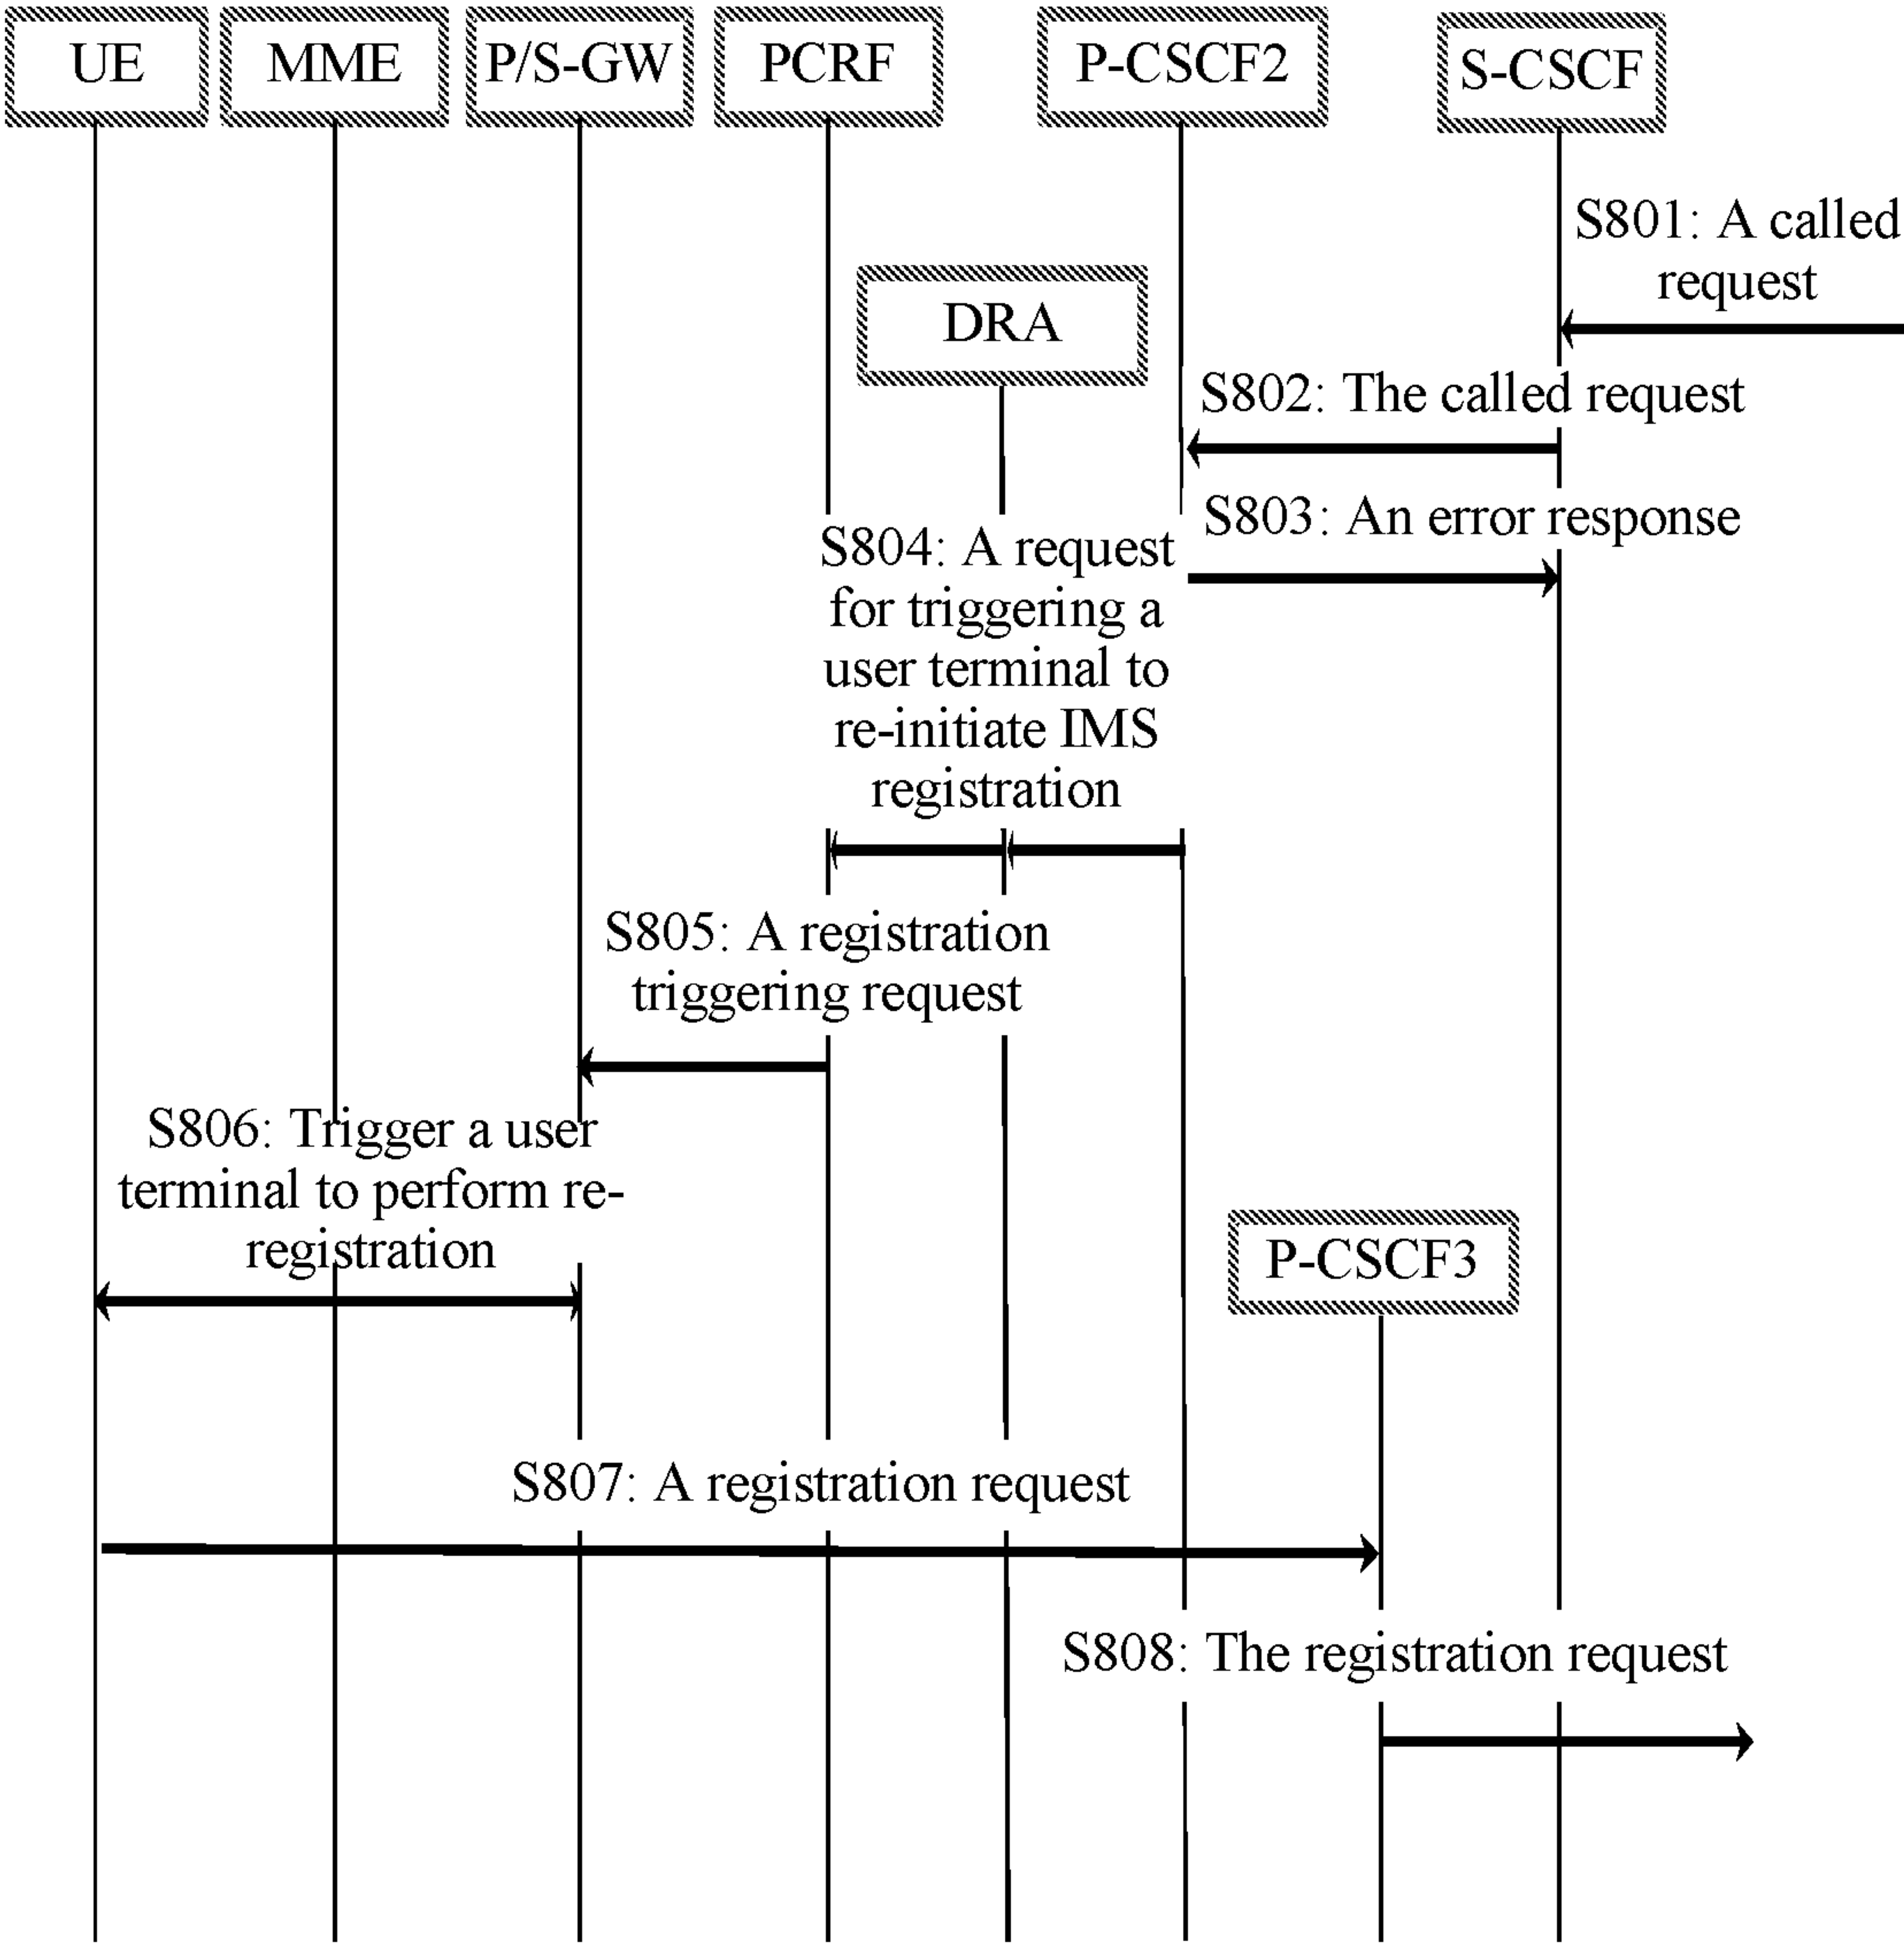 UE
MME
P/S-GW
PCRF
P-CSCF2
S-CSCF
S801: A called
request
DRA
S802: The called request
S803: An error response
S804: A request
for triggering a
user terminal to
re-initiate IMS
registration
S805: A registration
triggering request
S806: Trigger a user
terminal to perform re-
registration
P-CSCF3
S807: A registration request
S808: The registration request